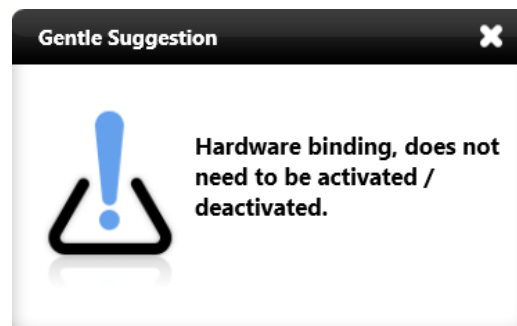 Gentle Suggestion
Hardware binding, does not
need to be activated /
deactivated.